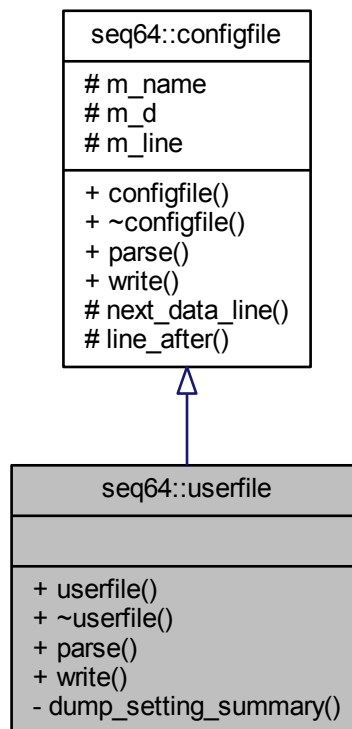 seq64::configfile
# m_name
# m_d
# m_line
+ configfile()
+ ~configfile()
+ parse()
+ write()
# next_data_line()
# line_after()
seq64::userfile
+ userfile()
+ ~userfile()
+ parse()
+ write()
- dump_setting_summary()